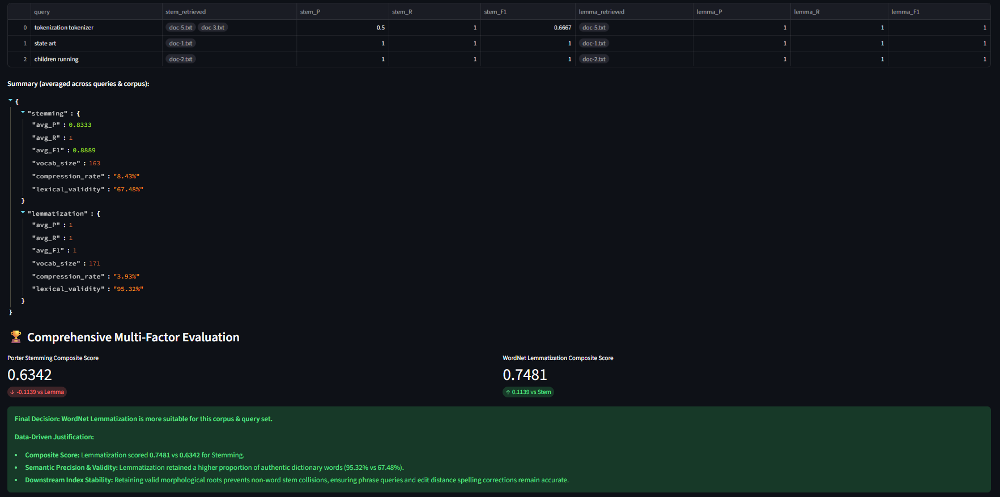 query stem_retrieved stem_P stem_R stem_F1 lemma_retrieved lemma_P lemma_R lemma_F1
0 tokenization tokenizer doc-5.txt doc-3.txt 0.5 1 0.6667 doc-5.txt 1 1 1
1 state art doc-1.txt 1 1 1 doc-1.txt 1 1 1
2 children running doc-2.txt 1 1 1 doc-2.txt 1 1 1
Summary (averaged across queries & corpus):
{
"stemming" : {
"avg_P" : 0.8333
"avg_R" : 1
"avg_F1" : 0.8889
"vocab_size" : 163
"compression_rate" : "8.43%"
"lexical_validity" : "67.48%"
}
"lemmatization" : {
"avg_P" : 1
"avg_R" : 1
"avg_F1" : 1
"vocab_size" : 171
"compression_rate" : "3.93%"
"lexical_validity" : "95.32%"
}
}
🏆 Comprehensive Multi-Factor Evaluation
Porter Stemming Composite Score
0.6342
↓ -0.1139 vs Lemma
WordNet Lemmatization Composite Score
0.7481
↑ 0.1139 vs Stem
Final Decision: WordNet Lemmatization is more suitable for this corpus & query set.
Data-Driven Justification:
• Composite Score: Lemmatization scored 0.7481 vs 0.6342 for Stemming.
• Semantic Precision & Validity: Lemmatization retained a higher proportion of authentic dictionary words (95.32% vs 67.48%).
• Downstream Index Stability: Retaining valid morphological roots prevents non-word stem collisions, ensuring phrase queries and edit distance spelling corrections remain accurate.